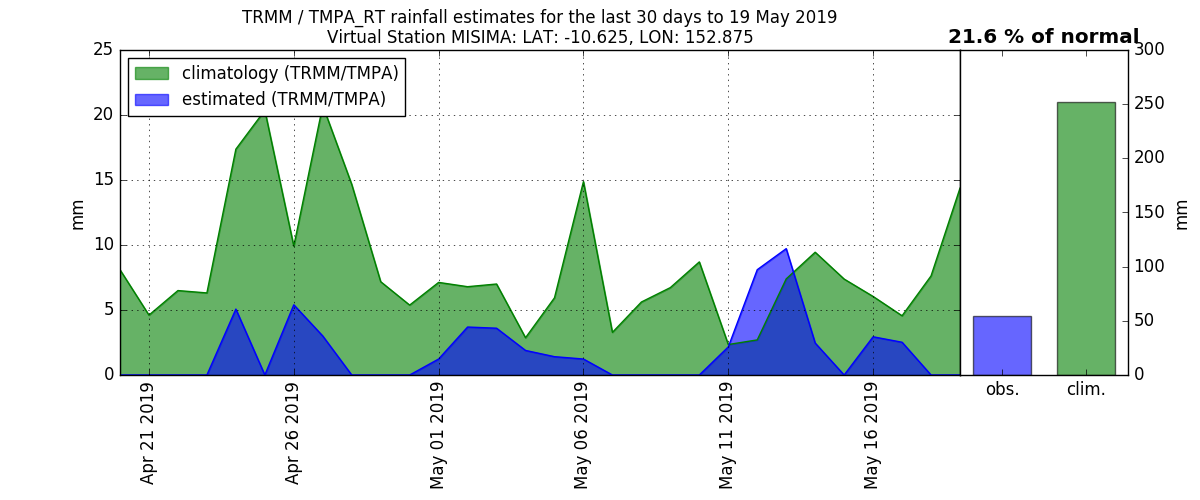 TRMM / TMPA_RT rainfall estimates for the last 30 days to 19 May 2019
Virtual Station MISIMA: LAT: -10.625, LON: 152.875
21.6 % of normal
climatology (TRMM/TMPA)
estimated (TRMM/TMPA)
mm
25
20
15
10
5
0
Apr 21 2019
Apr 26 2019
May 01 2019
May 06 2019
May 11 2019
May 16 2019
obs.
clim.
300
250
200
150
100
50
0
mm